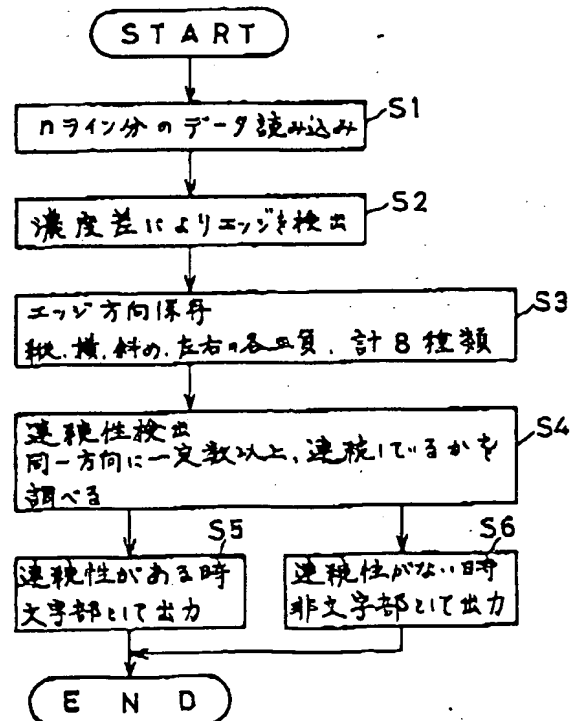 START
S1
nライン分のデータ読み込み
S2
濃度差によりエッジを検出
S3
エッジ方向保存
縦、横、斜め、左右の各正負、計8種類
S4
連続性検出
同一方向に一定数以上、連続しているかを
調べる
S5
連続性がある時
文字部として出力
S6
連続性がない時
非文字部として出力
END